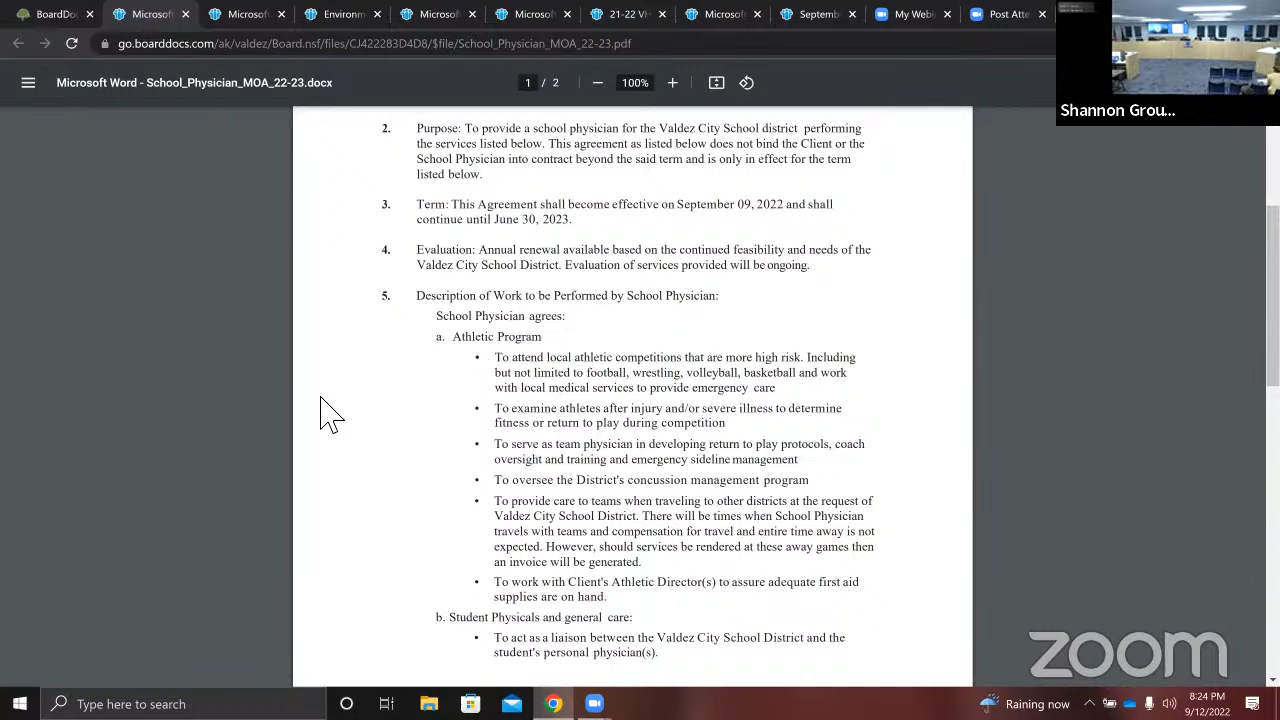 BoardD
Microsoft
Microsoft
Environm
Microsoft
Microsoft
21-22
Microsoft
Memb
My Wor
Post Atte
go.boarddocs.com/ak/valdez/Board.nsf/files/CJ422283D4D8/$file/School_Physician_MOA_22-23.pdf
Shannon Grou...
Microsoft Word - School_Physician_MOA_22-23.docx
1 / 2
100%
2. Purpose: To provide a school physician for the Valdez City School district performing
the services listed below. This agreement as listed below does not bind the Client or the
School Physician into contract beyond the said term and is only in effect for the term
listed below.
3. Term: This Agreement shall become effective on September 09, 2022 and shall
continue until June 30, 2023.
4. Evaluation: Annual renewal available based on the continued feasibility and needs of the
Valdez City School District. Evaluation of services provided will be ongoing.
5. Description of Work to be Performed by School Physician:
School Physician agrees:
a. Athletic Program
• To attend local athletic competitions that are more high risk. Including
but not limited to football, wrestling, volleyball, basketball and work
with local medical services to provide emergency care
• To examine athletes after injury and/or severe illness to determine
fitness or return to play during competition
• To serve as team physician in developing return to play protocols, coach
oversight and training and emergency sideline management
• To oversee the District's concussion management program
• To provide care to teams when traveling to other districts at the request of
Valdez City School District. There will be times when School Physician
travels with teams and compensation for travel and entire time away is not
expected. However, should services be rendered at these away games then
an invoice will be generated.
• To work with Client's Athletic Director(s) to assure adequate first aid
supplies are on hand.
b. Student Physicals and general care:
• To act as a liaison between the Valdez City School District and the
student's personal physician(s).
zoom
Type here to search
Raining now
8:24 PM
9/12/2022